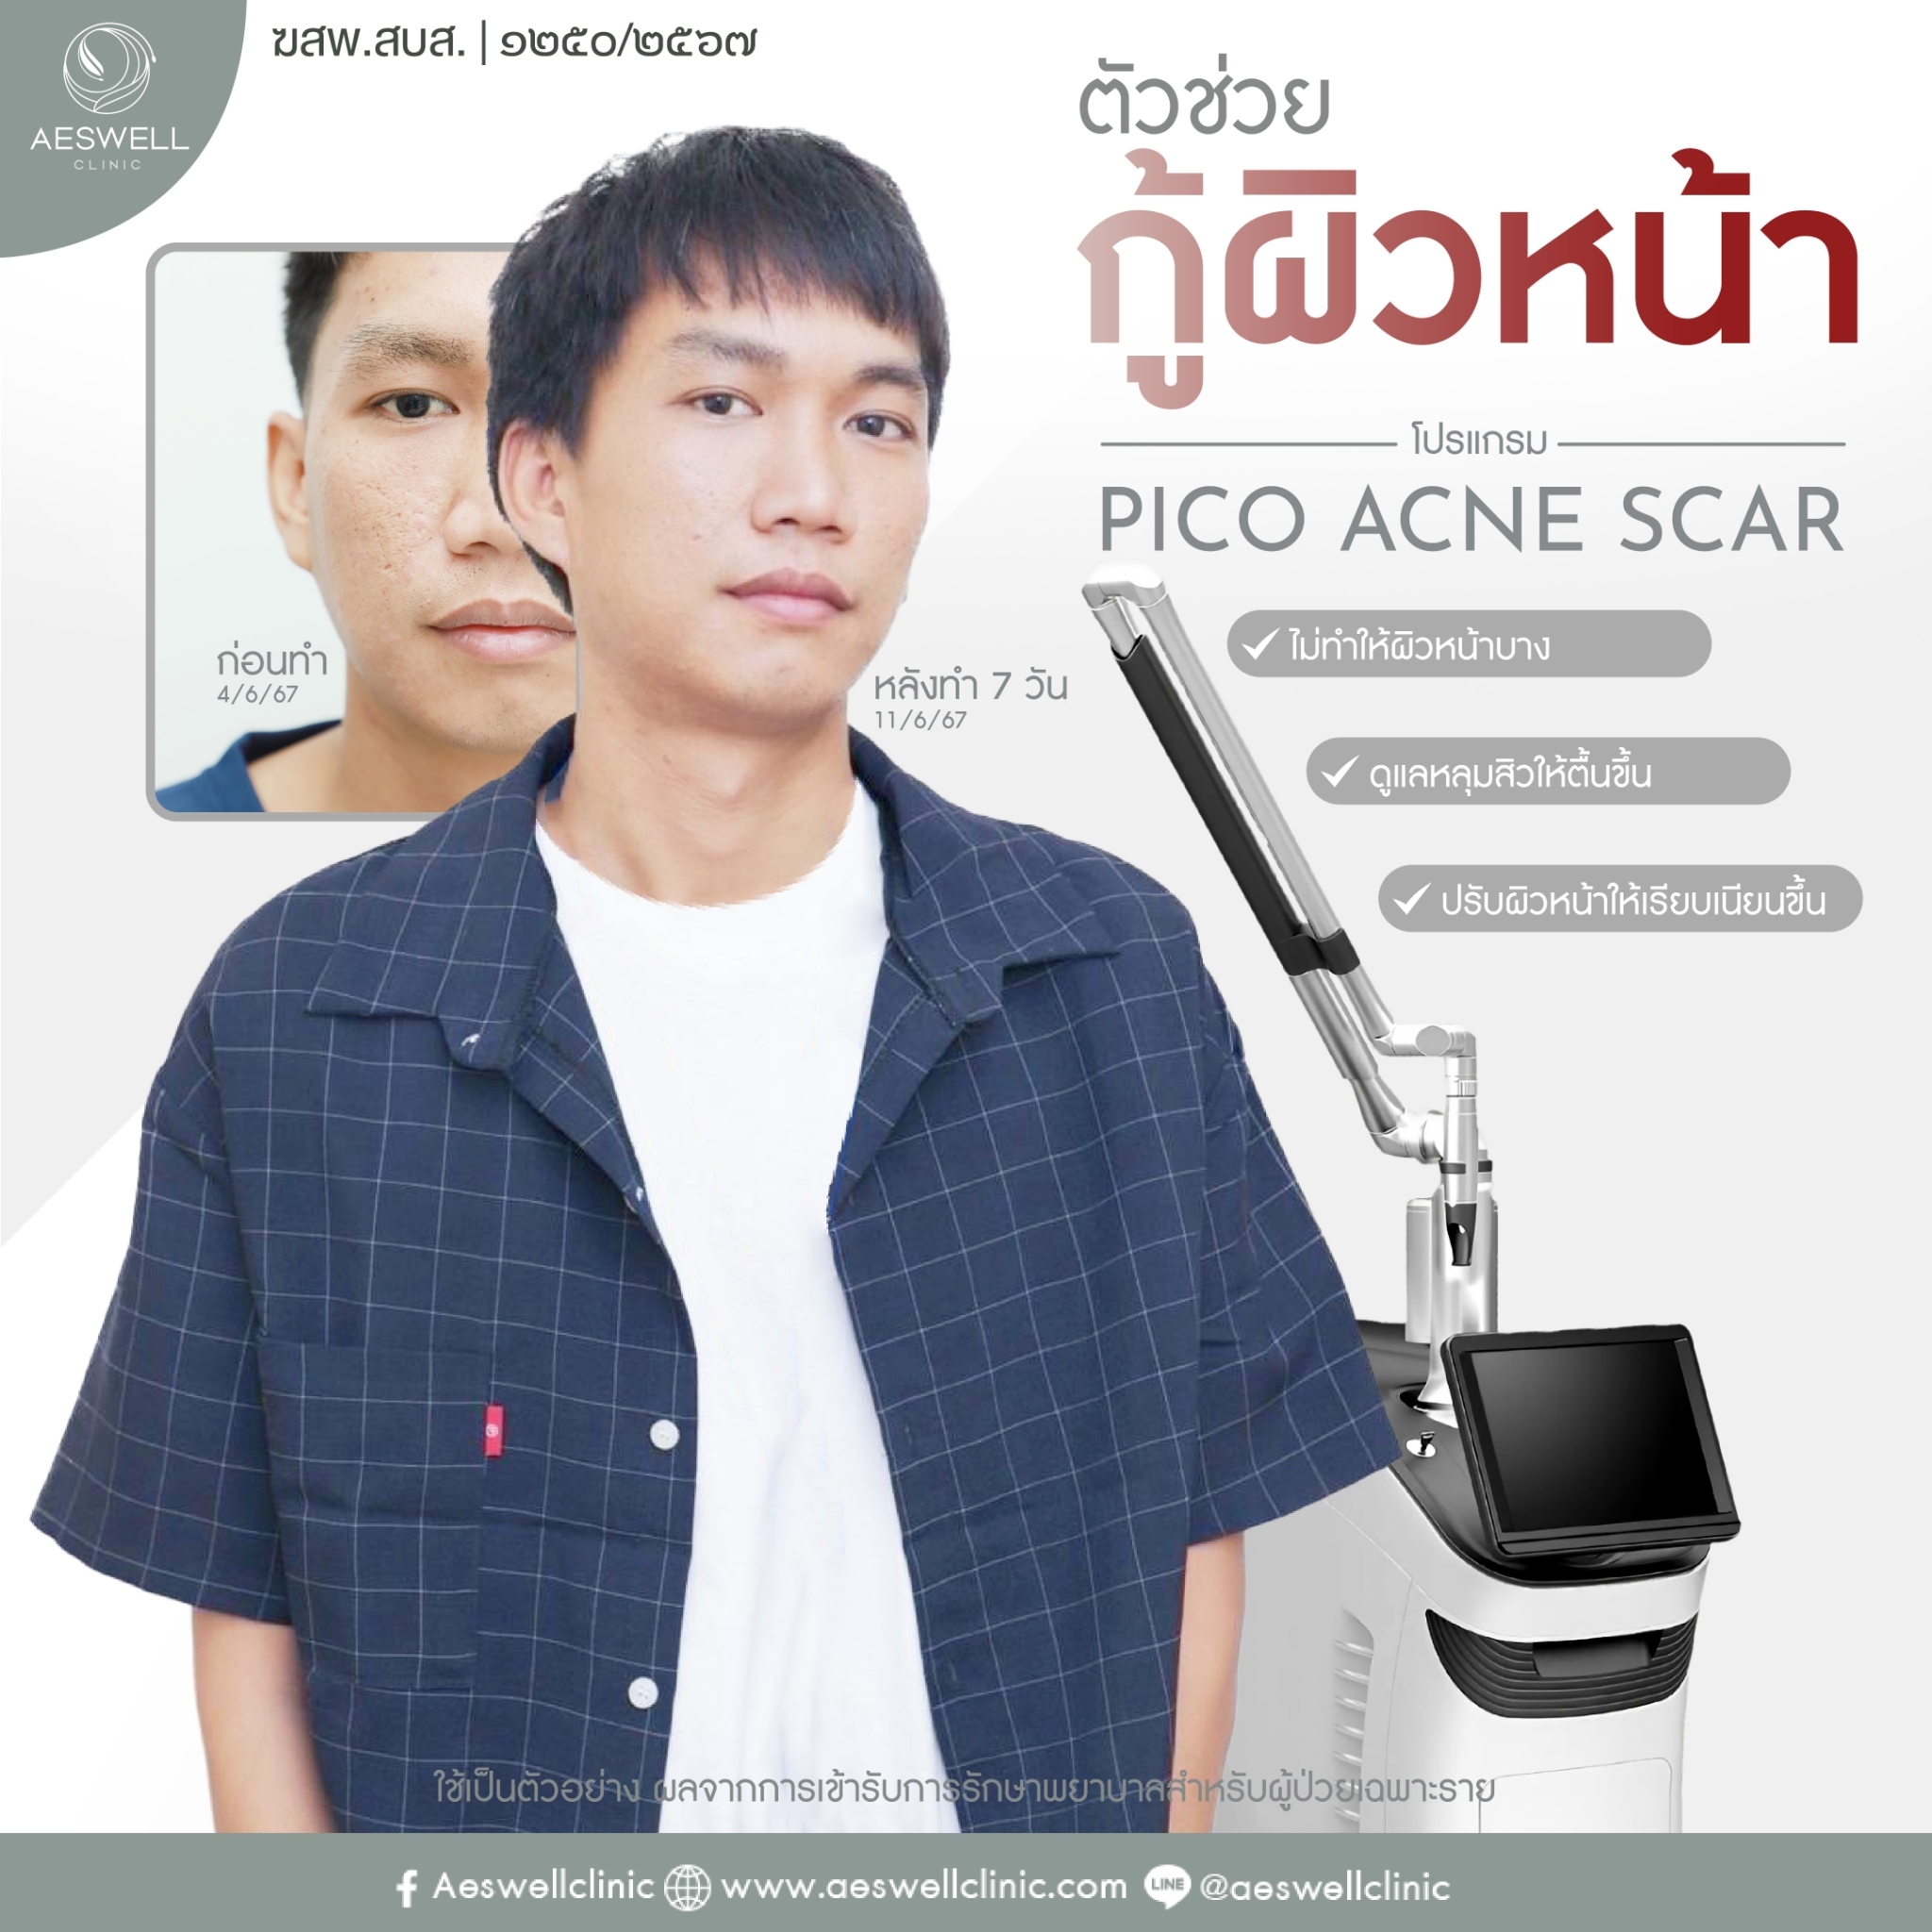 AESWELL
CLINIC
ฆสพ.สบส. | ๑๒๕๐/๒๕๖๗
ตัวช่วย
กู้ผิวหน้า
โปรแกรม
PICO ACNE SCAR
ไม่ทำให้ผิวหน้าบาง
ดูแลหลุมสิวให้ตื้นขึ้น
ปรับผิวหน้าให้เรียบเนียนขึ้น
ก่อนทำ
4/6/67
หลังทำ 7 วัน
11/6/67
ใช้เป็นตัวอย่าง ผลจากการเข้ารับการรักษาพยาบาลสำหรับผู้ป่วยเฉพาะราย
f Aeswellclinic www.aeswellclinic.com LINE @aeswellclinic